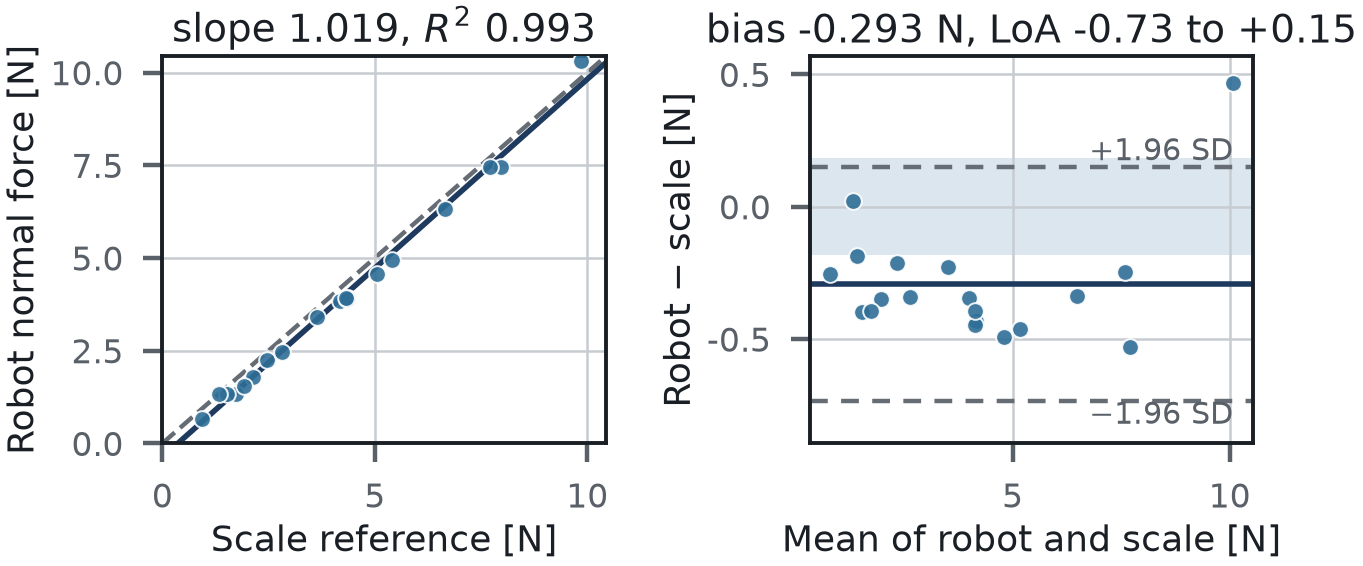 slope 1.019, R² 0.993
Robot normal force [N]
10.0
7.5
5.0
2.5
0.0
0
5
10
Scale reference [N]
bias -0.293 N, LoA -0.73 to +0.15
Robot − scale [N]
0.5
0.0
-0.5
+1.96 SD
−1.96 SD
5
10
Mean of robot and scale [N]